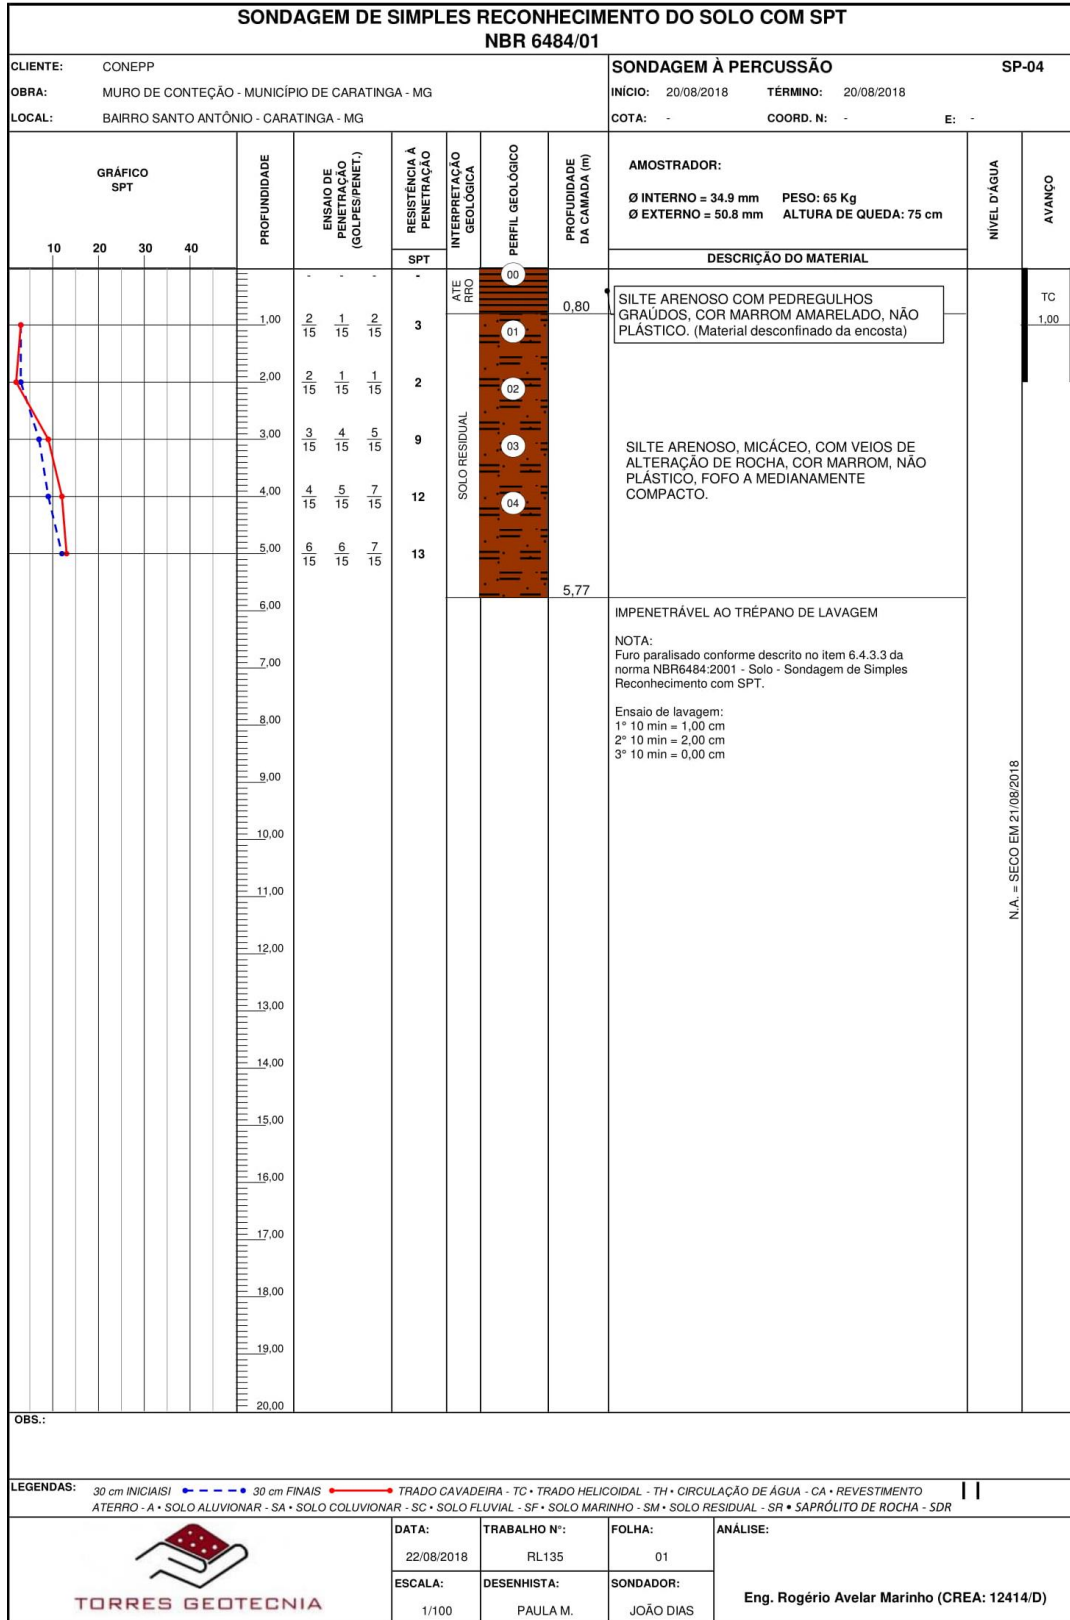 SONDAGEM DE SIMPLES RECONHECIMENTO DO SOLO COM SPT
NBR 6484/01
CLIENTE: CONEPP
OBRA: MURO DE CONTEÇÃO - MUNICÍPIO DE CARATINGA - MG
LOCAL: BAIRRO SANTO ANTÔNIO - CARATINGA - MG
SONDAGEM À PERCUSSÃO SP-04
INÍCIO: 20/08/2018 TÉRMINO: 20/08/2018
COTA: - COORD. N: - E: -
GRÁFICO
SPT
10 20 30 40
PROFUNDIDADE
ENSAIO DE
PENETRAÇÃO
(GOLPES/PENET.)
RESISTÊNCIA À
PENETRAÇÃO
SPT
INTERPRETAÇÃO
GEOLÓGICA
PERFIL GEOLÓGICO
PROFUDIDADE
DA CAMADA (m)
AMOSTRADOR:
Ø INTERNO = 34.9 mm PESO: 65 Kg
Ø EXTERNO = 50.8 mm ALTURA DE QUEDA: 75 cm
DESCRIÇÃO DO MATERIAL
NÍVEL D'ÁGUA
AVANÇO
- - - -
1,00 2/15 1/15 2/15 3
2,00 2/15 1/15 1/15 2
3,00 3/15 4/15 5/15 9
4,00 4/15 5/15 7/15 12
5,00 6/15 6/15 7/15 13
6,00
7,00
8,00
9,00
10,00
11,00
12,00
13,00
14,00
15,00
16,00
17,00
18,00
19,00
20,00
ATE
RRO
SOLO RESIDUAL
00
01
02
03
04
0,80
5,77
SILTE ARENOSO COM PEDREGULHOS
GRAÚDOS, COR MARROM AMARELADO, NÃO
PLÁSTICO. (Material desconfinado da encosta)
SILTE ARENOSO, MICÁCEO, COM VEIOS DE
ALTERAÇÃO DE ROCHA, COR MARROM, NÃO
PLÁSTICO, FOFO A MEDIANAMENTE
COMPACTO.
IMPENETRÁVEL AO TRÉPANO DE LAVAGEM
NOTA:
Furo paralisado conforme descrito no item 6.4.3.3 da
norma NBR6484:2001 - Solo - Sondagem de Simples
Reconhecimento com SPT.
Ensaio de lavagem:
1° 10 min = 1,00 cm
2° 10 min = 2,00 cm
3° 10 min = 0,00 cm
N.A. = SECO EM 21/08/2018
TC
1,00
OBS.:
LEGENDAS: 30 cm INICIAISI 30 cm FINAIS TRADO CAVADEIRA - TC • TRADO HELICOIDAL - TH • CIRCULAÇÃO DE ÁGUA - CA • REVESTIMENTO
ATERRO - A • SOLO ALUVIONAR - SA • SOLO COLUVIONAR - SC • SOLO FLUVIAL - SF • SOLO MARINHO - SM • SOLO RESIDUAL - SR • SAPRÓLITO DE ROCHA - SDR
TORRES GEOTECNIA
DATA: TRABALHO N°: FOLHA: ANÁLISE:
22/08/2018 RL135 01
ESCALA: DESENHISTA: SONDADOR:
1/100 PAULA M. JOÃO DIAS
Eng. Rogério Avelar Marinho (CREA: 12414/D)